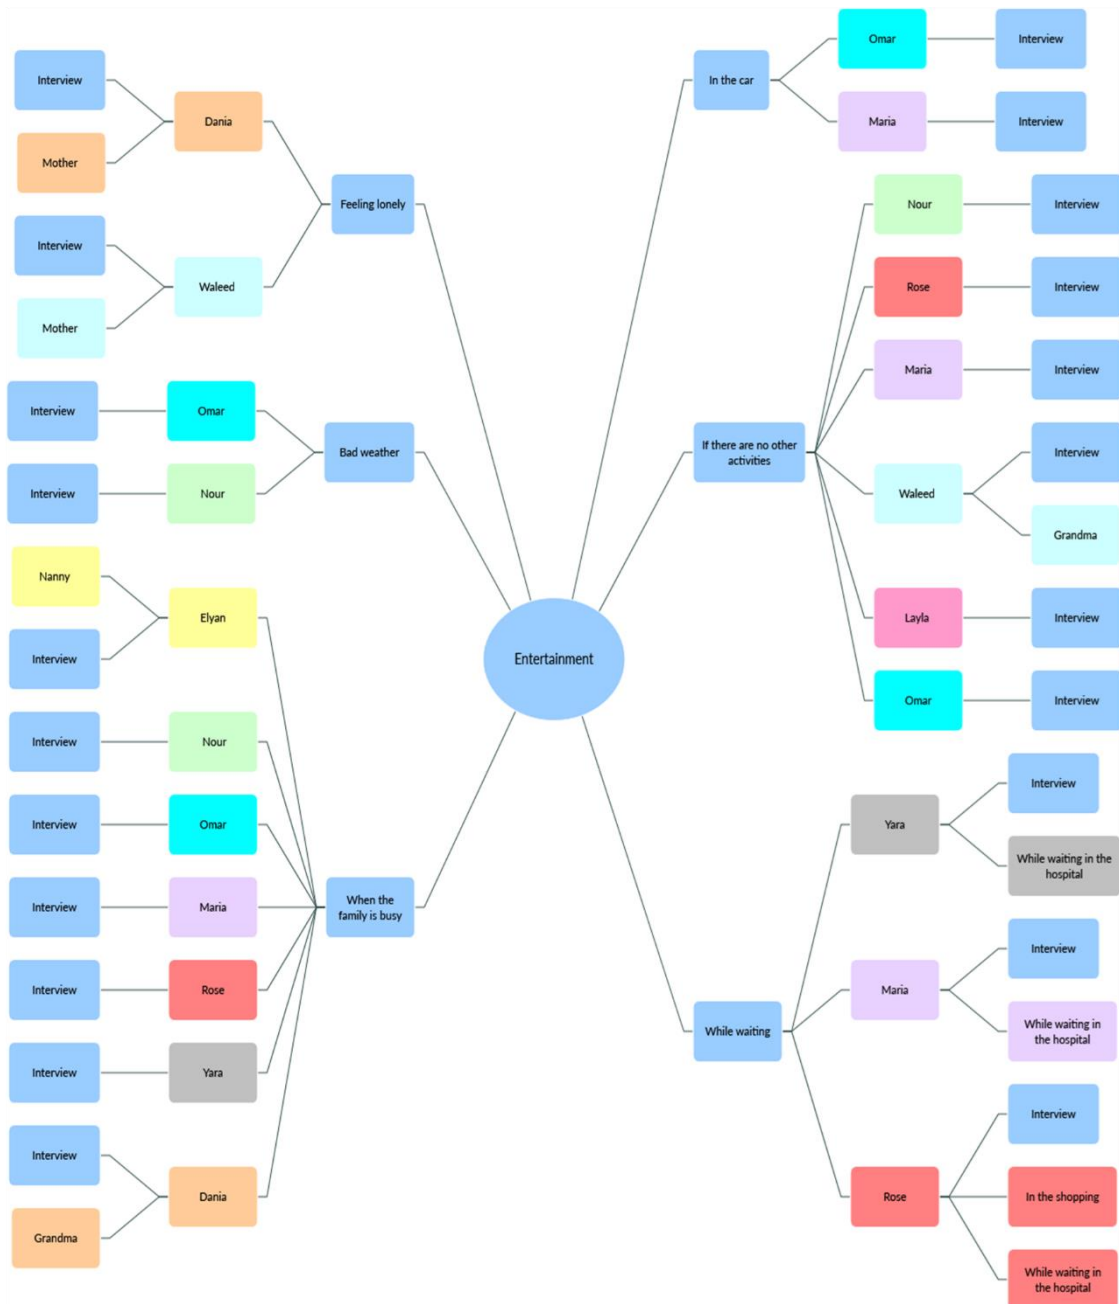 Entertainment
Feeling lonely
Dania
Interview
Mother
Waleed
Interview
Mother
Bad weather
Omar
Interview
Nour
Interview
When the
family is busy
Elyan
Nanny
Interview
Nour
Interview
Omar
Interview
Maria
Interview
Rose
Interview
Yara
Interview
Dania
Interview
Grandma
In the car
Omar
Interview
Maria
Interview
If there are no other
activities
Nour
Interview
Rose
Interview
Maria
Interview
Waleed
Interview
Grandma
Layla
Interview
Omar
Interview
While waiting
Yara
Interview
While waiting in the
hospital
Maria
Interview
While waiting in
the hospital
Rose
Interview
In the shopping
While waiting in
the hospital